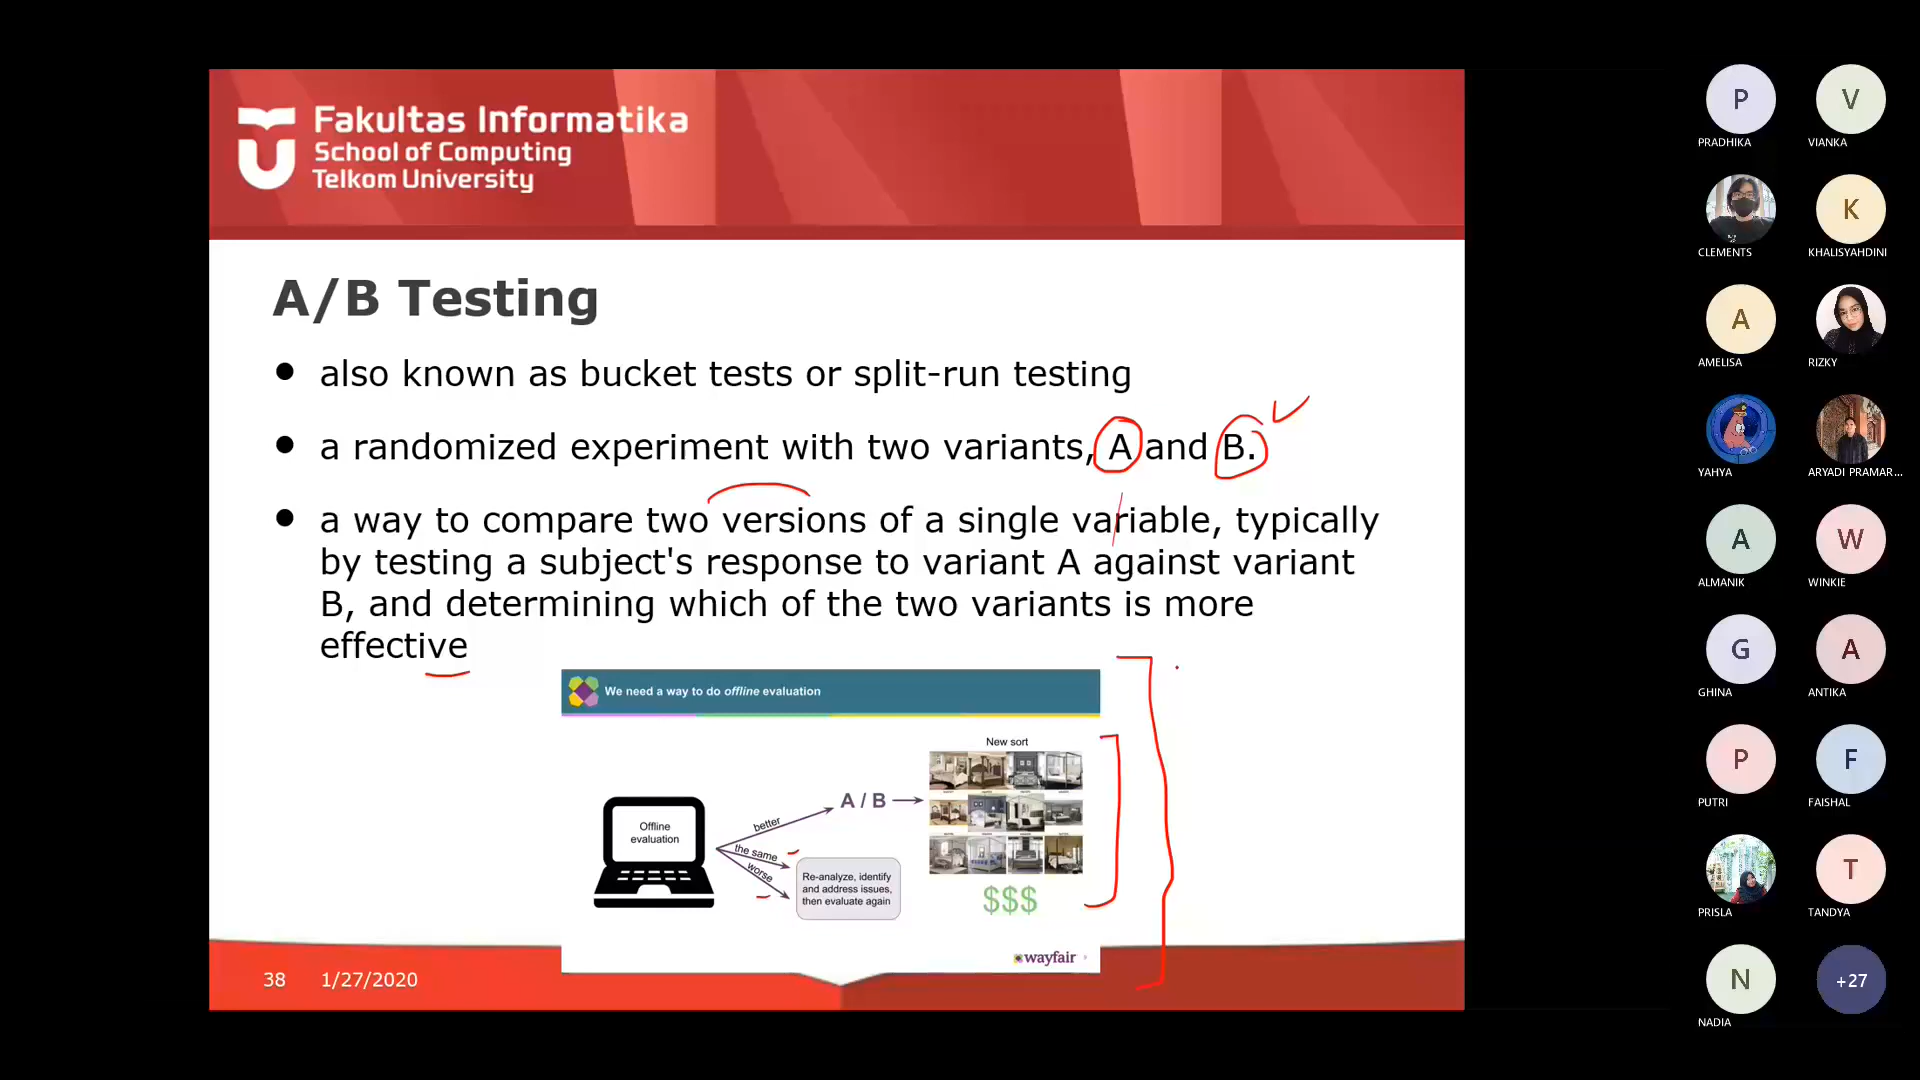 Fakultas Informatika
School of Computing
Telkom University
A/B Testing
• also known as bucket tests or split-run testing
• a randomized experiment with two variants, A and B.
• a way to compare two versions of a single variable, typically
by testing a subject's response to variant A against variant
B, and determining which of the two variants is more
effective
We need a way to do offline evaluation
New sort
A / B
Offline
evaluation
better
the same
worse
Re-analyze, identify
and address issues,
then evaluate again
$$$
wayfair
38 1/27/2020
P
PRADHIKA
V
VIANKA
CLEMENTS
K
KHALISYAHDINI
A
AMELISA
RIZKY
YAHYA
ARYADI PRAMAR...
A
ALMANIK
W
WINKIE
G
GHINA
A
ANTIKA
P
PUTRI
F
FAISHAL
PRISLA
T
TANDYA
N
NADIA
+27